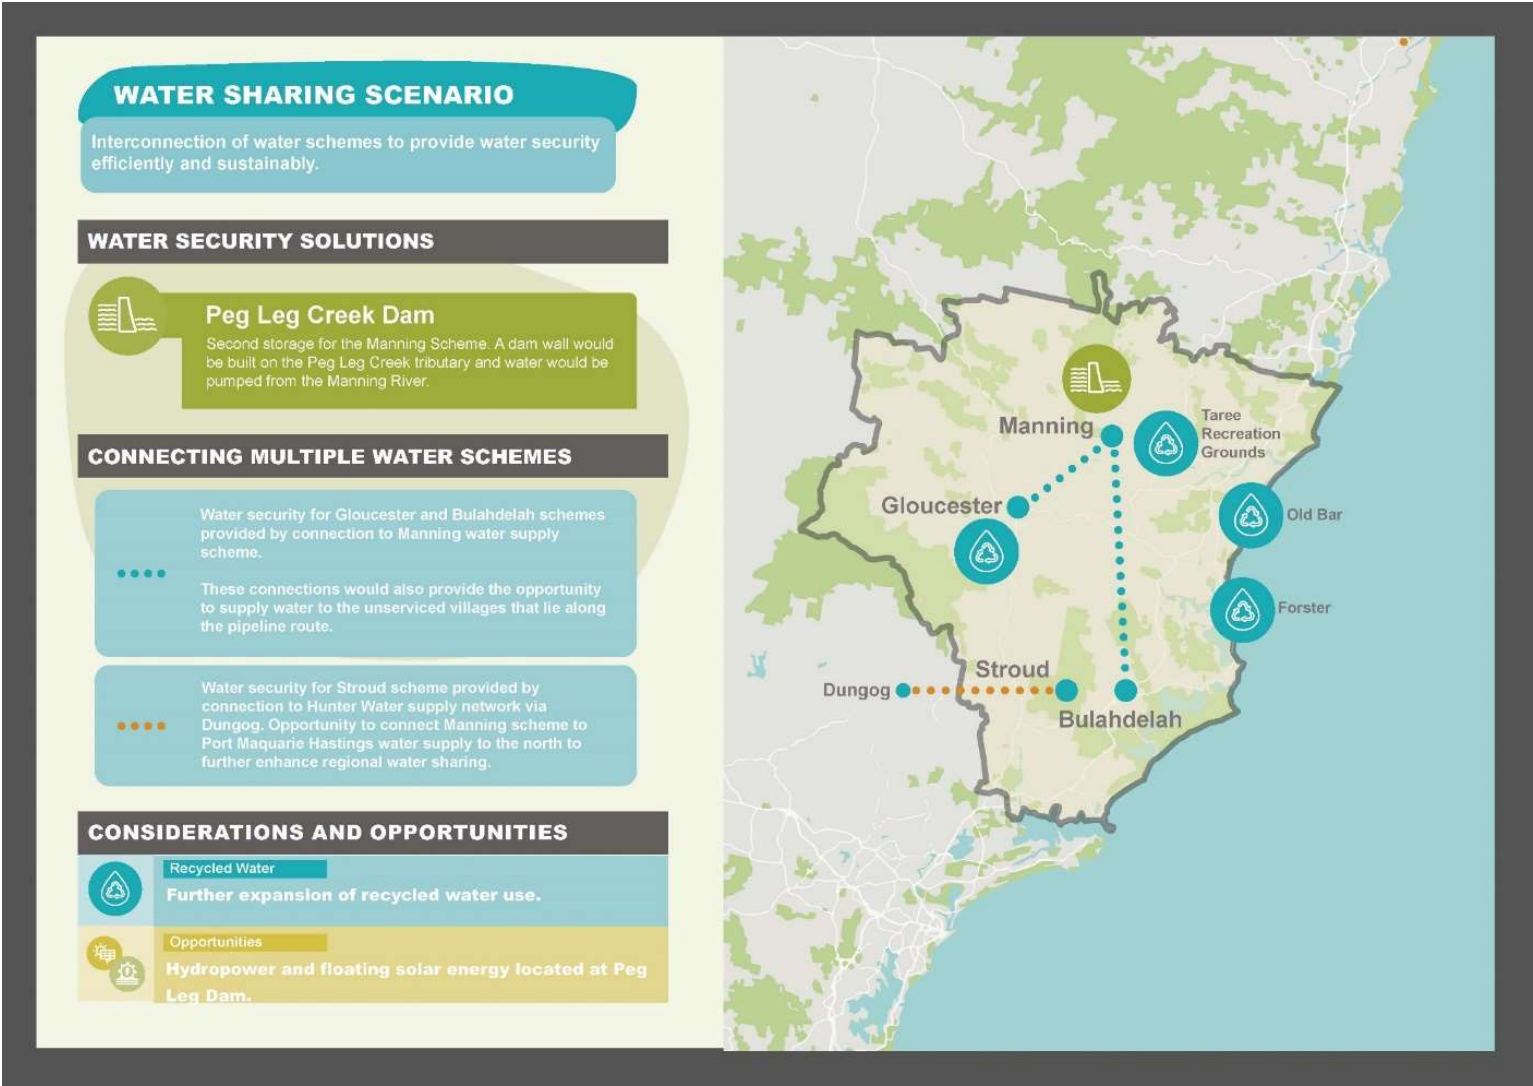 WATER SHARING SCENARIO
Interconnection of water schemes to provide water security
efficiently and sustainably.
WATER SECURITY SOLUTIONS
Peg Leg Creek Dam
Second storage for the Manning Scheme. A dam wall would
be built on the Peg Leg Creek tributary and water would be
pumped from the Manning River.
CONNECTING MULTIPLE WATER SCHEMES
Water security for Gloucester and Bulahdelah schemes
provided by connection to Manning water supply
scheme.
These connections would also provide the opportunity
to supply water to the unserviced villages that lie along
the pipeline route.
Water security for Stroud scheme provided by
connection to Hunter Water supply network via
Dungog. Opportunity to connect Manning scheme to
Port Maquarie Hastings water supply to the north to
further enhance regional water sharing.
CONSIDERATIONS AND OPPORTUNITIES
Recycled Water
Further expansion of recycled water use.
Opportunities
Hydropower and floating solar energy located at Peg
Leg Dam.
Manning
Taree
Recreation
Grounds
Gloucester
Old Bar
Forster
Stroud
Dungog
Bulahdelah